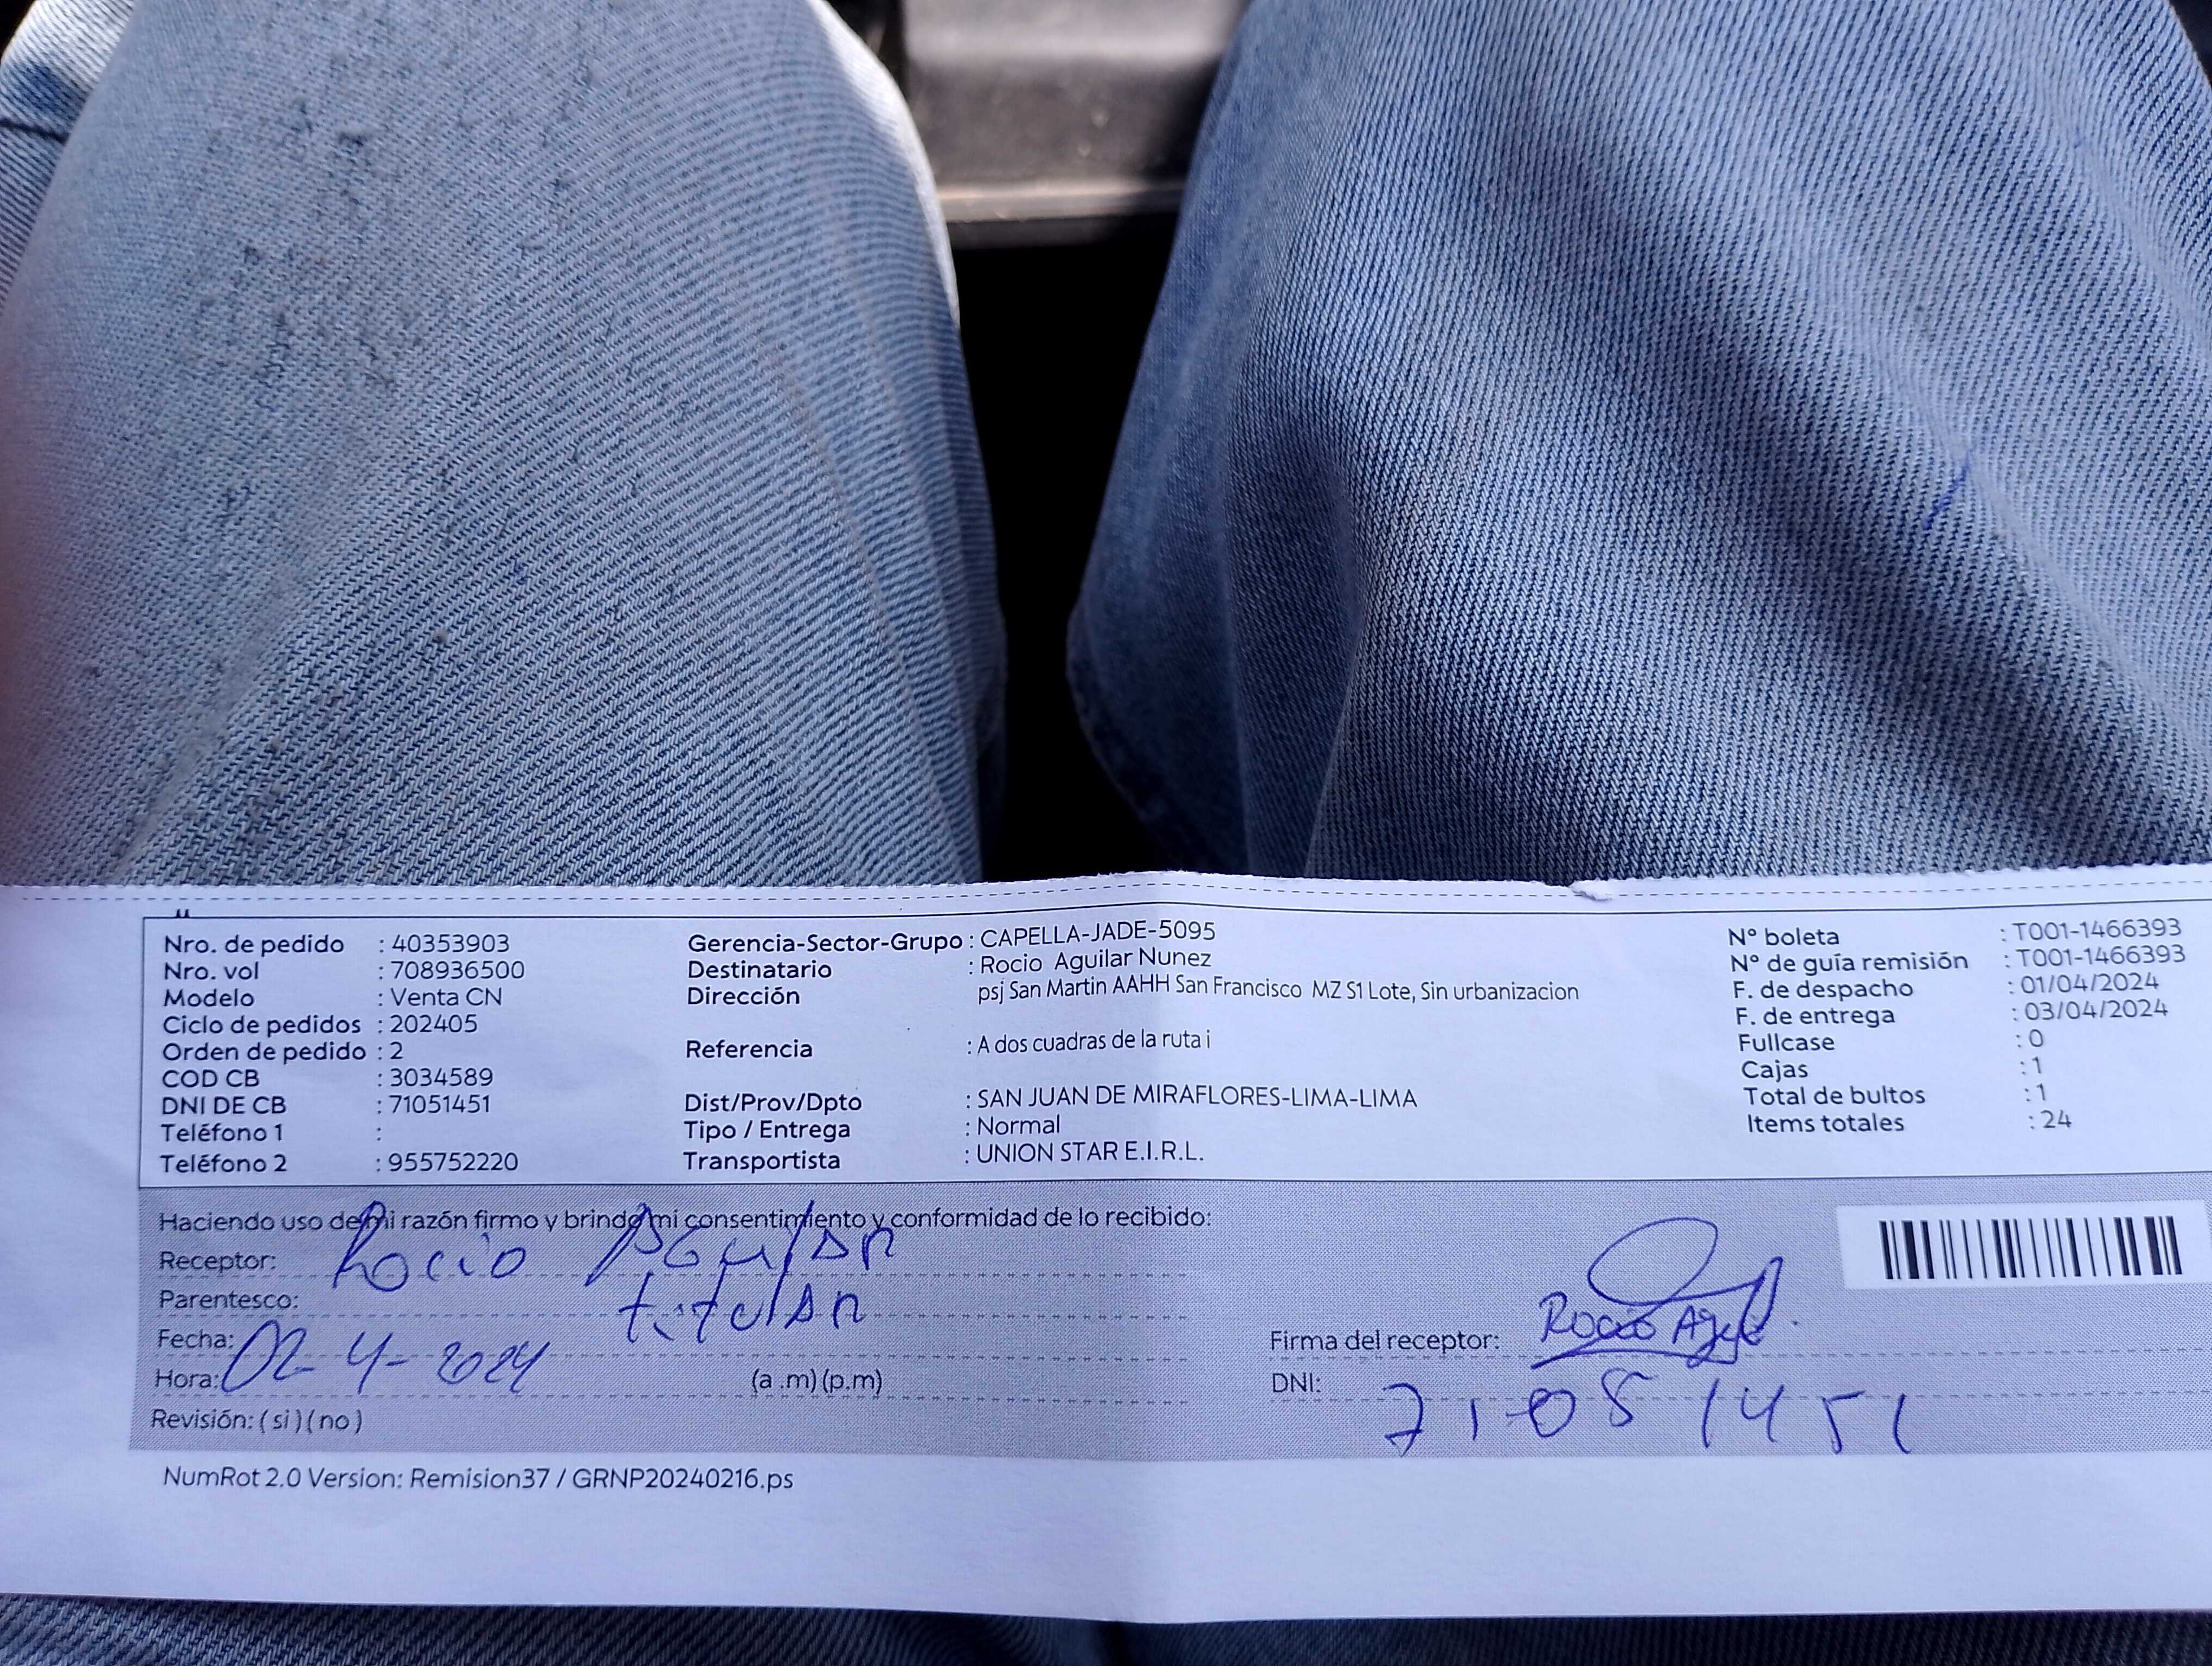 Nro. de pedido : 40353903
Nro. vol : 708936500
Modelo : Venta CN
Ciclo de pedidos : 202405
Orden de pedido : 2
COD CB : 3034589
DNI DE CB : 71051451
Teléfono 1 :
Teléfono 2 : 955752220
Gerencia-Sector-Grupo : CAPELLA-JADE-5095
Destinatario : Rocio Aguilar Nunez
Dirección psj San Martin AAHH San Francisco MZ S1 Lote, Sin urbanizacion
Referencia : A dos cuadras de la ruta i
Dist/Prov/Dpto : SAN JUAN DE MIRAFLORES-LIMA-LIMA
Tipo / Entrega : Normal
Transportista : UNION STAR E.I.R.L.
N° boleta : T001-1466393
N° de guía remisión : T001-1466393
F. de despacho : 01/04/2024
F. de entrega : 03/04/2024
Fullcase : 0
Cajas : 1
Total de bultos : 1
Items totales : 24
Haciendo uso de mi razón firmo y brindo mi consentimiento y conformidad de lo recibido:
Receptor: Rocio Aguilar
Parentesco: titular
Fecha: 02-4-2024
Hora: (a .m) (p.m)
Revisión: ( si ) ( no )
Firma del receptor: Rocio
DNI: 71051451
NumRot 2.0 Version: Remision37 / GRNP20240216.ps